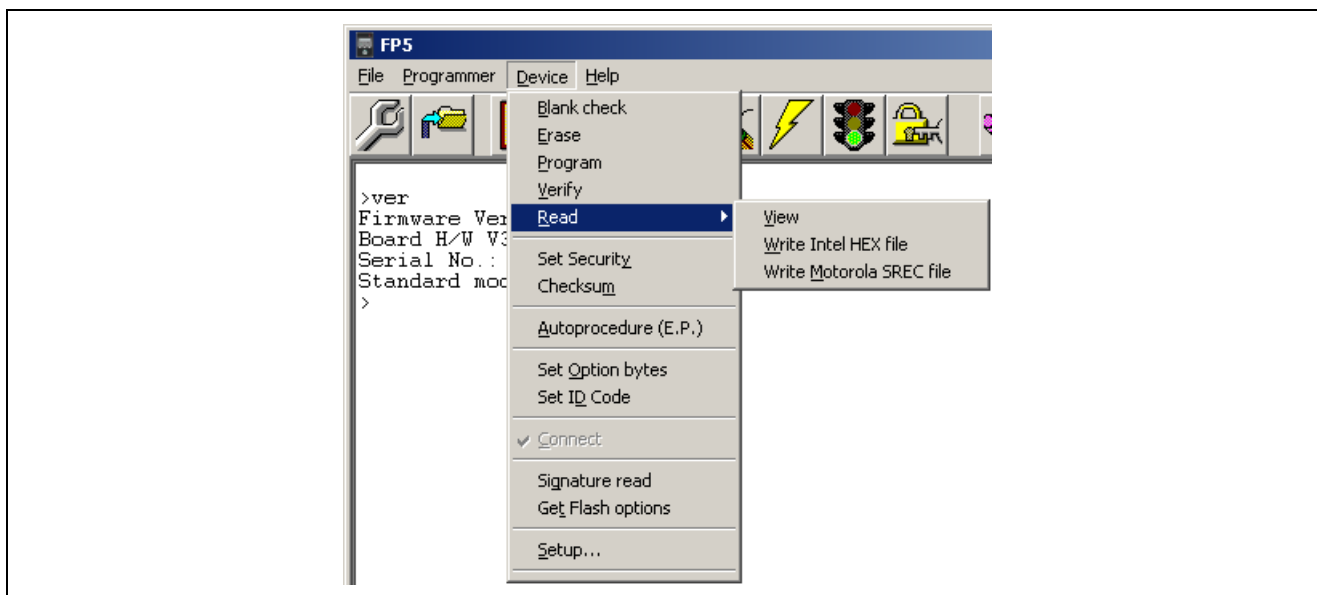 FP5
File Programmer Device Help
Blank check
Erase
Program
Verify
Read
Set Security
Checksum
Autoprocedure (E.P.)
Set Option bytes
Set ID Code
Connect
Signature read
Get Flash options
Setup...
View
Write Intel HEX file
Write Motorola SREC file
>ver
Firmware Ver
Board H/W V3
Serial No.:
Standard mod
>